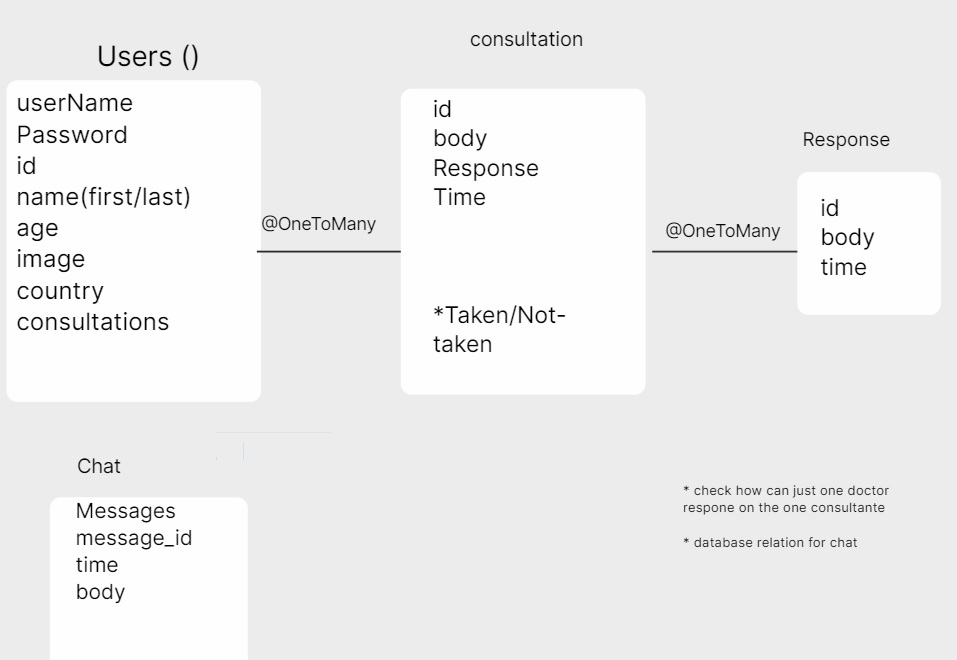 Users ()
userName
Password
id
name(first/last)
age
image
country
consultations
@OneToMany
consultation
id
body
Response
Time
*Taken/Not-
taken
@OneToMany
Response
id
body
time
Chat
Messages
message_id
time
body
* check how can just one doctor
respone on the one consultante
* database relation for chat